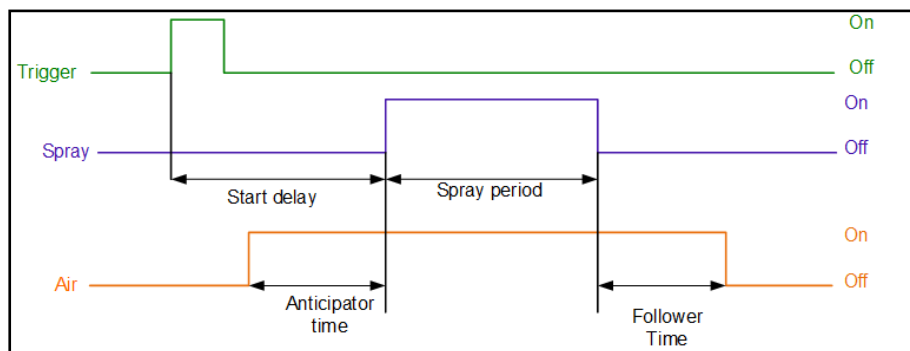 On
Trigger
Off
On
Spray
Off
Start delay
Spray period
On
Air
Off
Anticipator
time
Follower
Time